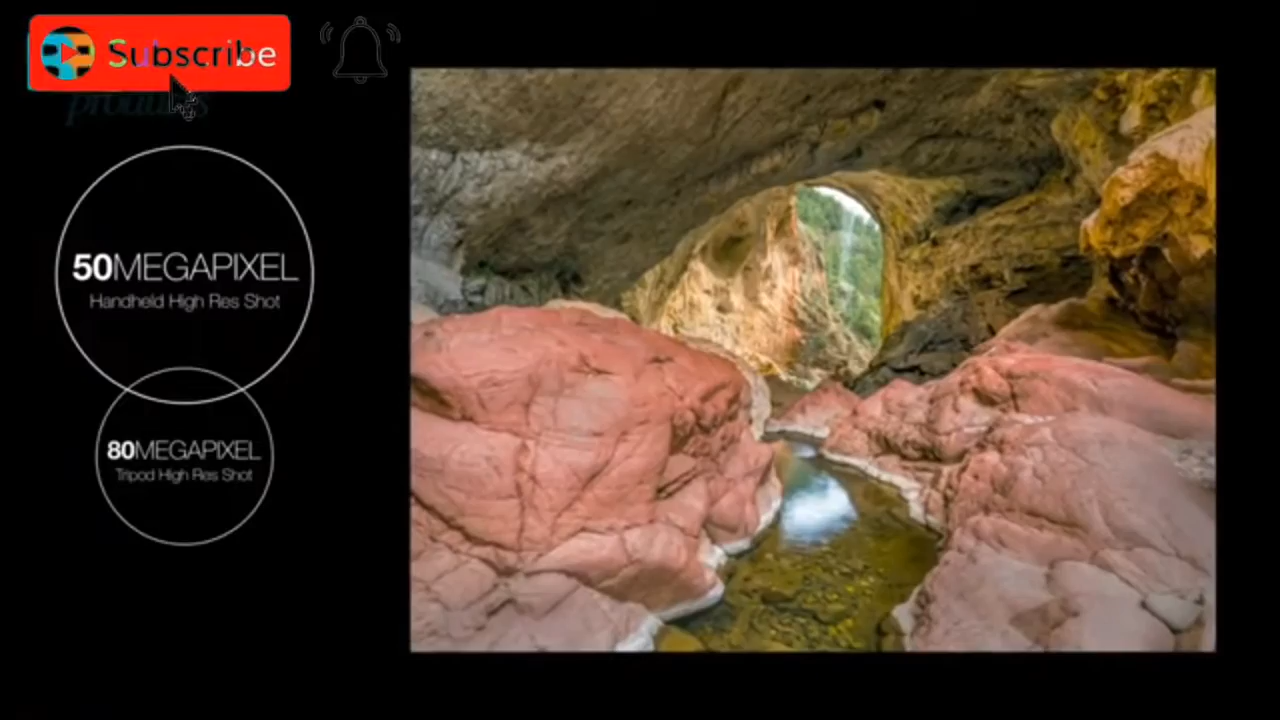 Subscribe
50MEGAPIXEL
Handheld High Res Shot
80MEGAPIXEL
Tripod High Res Shot